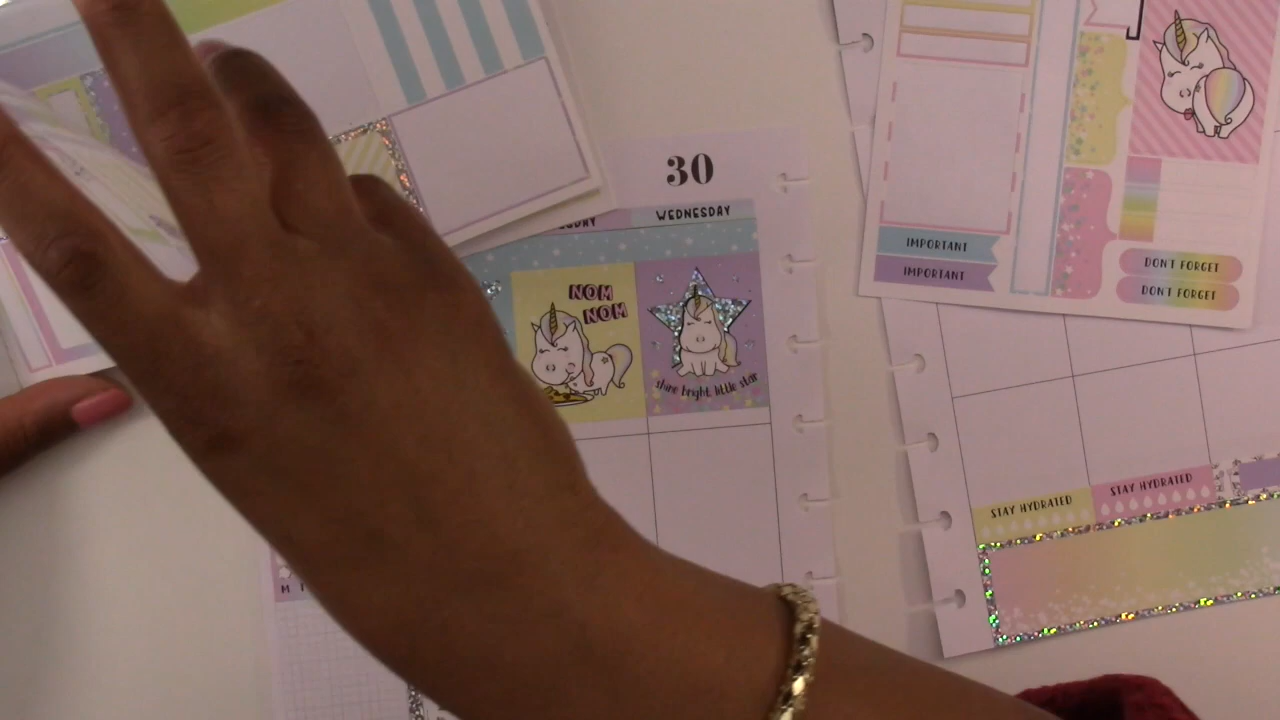 30
WEDNESDAY
NOM
NOM
shine bright, little star
IMPORTANT
IMPORTANT
DON'T FORGET
DON'T FORGET
STAY HYDRATED
STAY HYDRATED
M